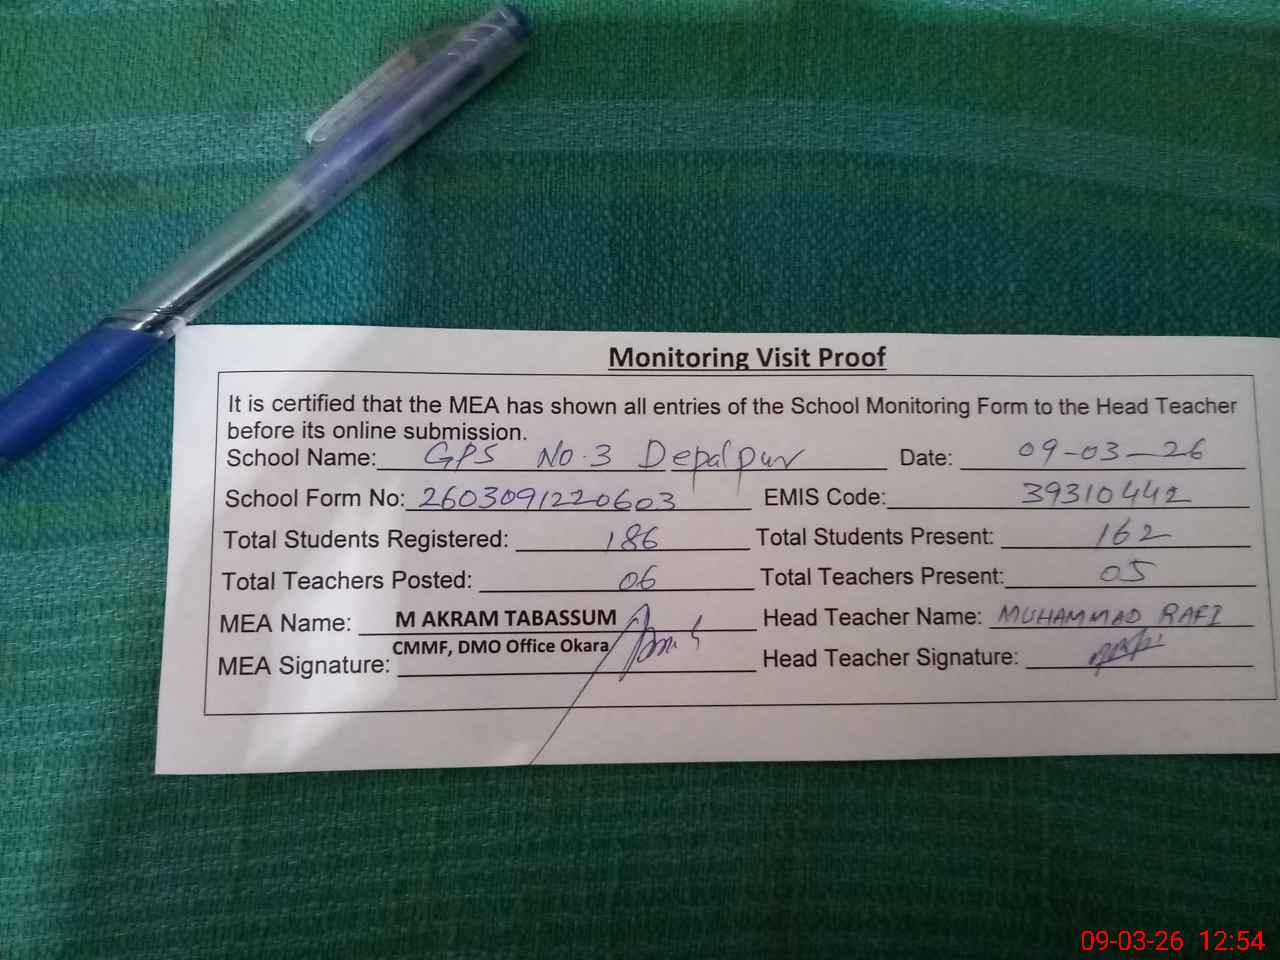 Monitoring Visit Proof
It is certified that the MEA has shown all entries of the School Monitoring Form to the Head Teacher
before its online submission.
School Name: GPS No.3 Depalpur Date: 09-03-26
School Form No: 2603091220603 EMIS Code: 39310442
Total Students Registered: 186 Total Students Present: 162
Total Teachers Posted: 06 Total Teachers Present: 05
MEA Name: M AKRAM TABASSUM Head Teacher Name: MUHAMMAD RAFI
CMMF, DMO Office Okara
MEA Signature: Head Teacher Signature:
09-03-26 12:54